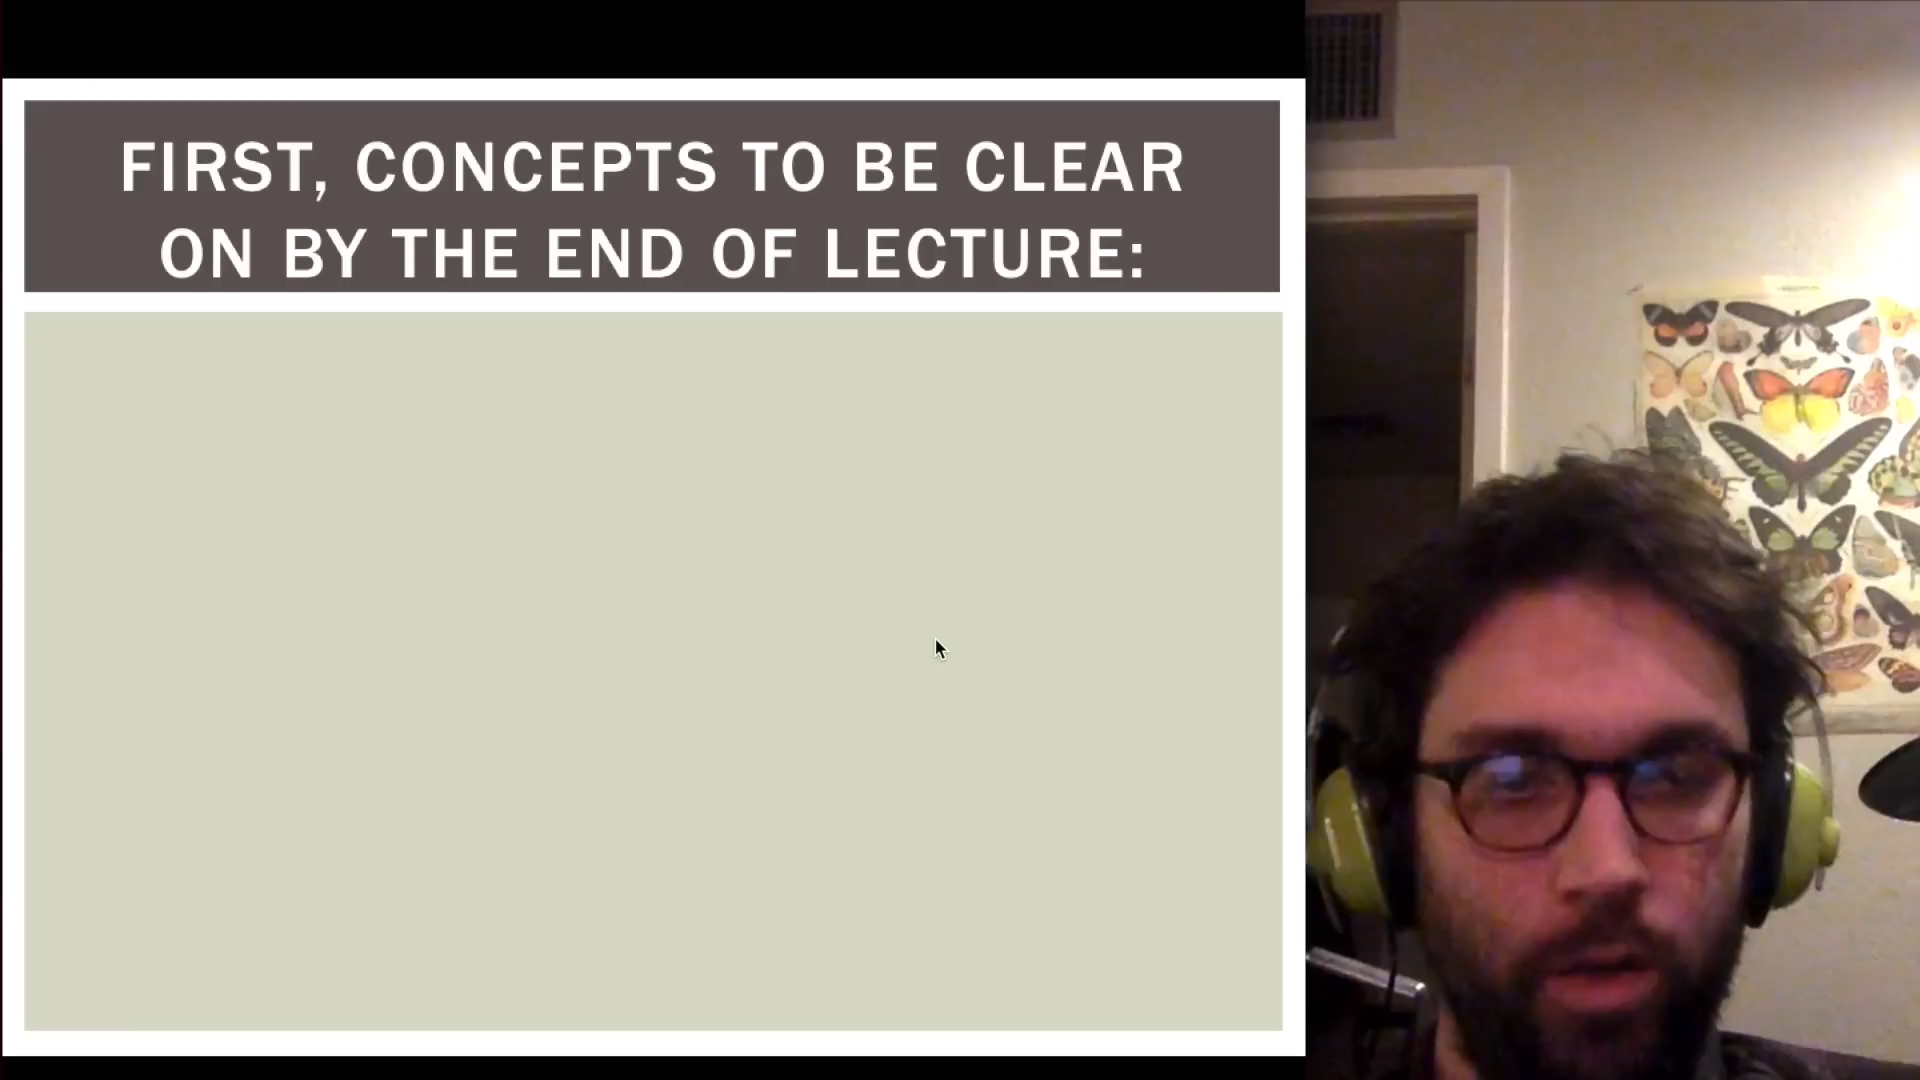 FIRST, CONCEPTS TO BE CLEAR
ON BY THE END OF LECTURE: